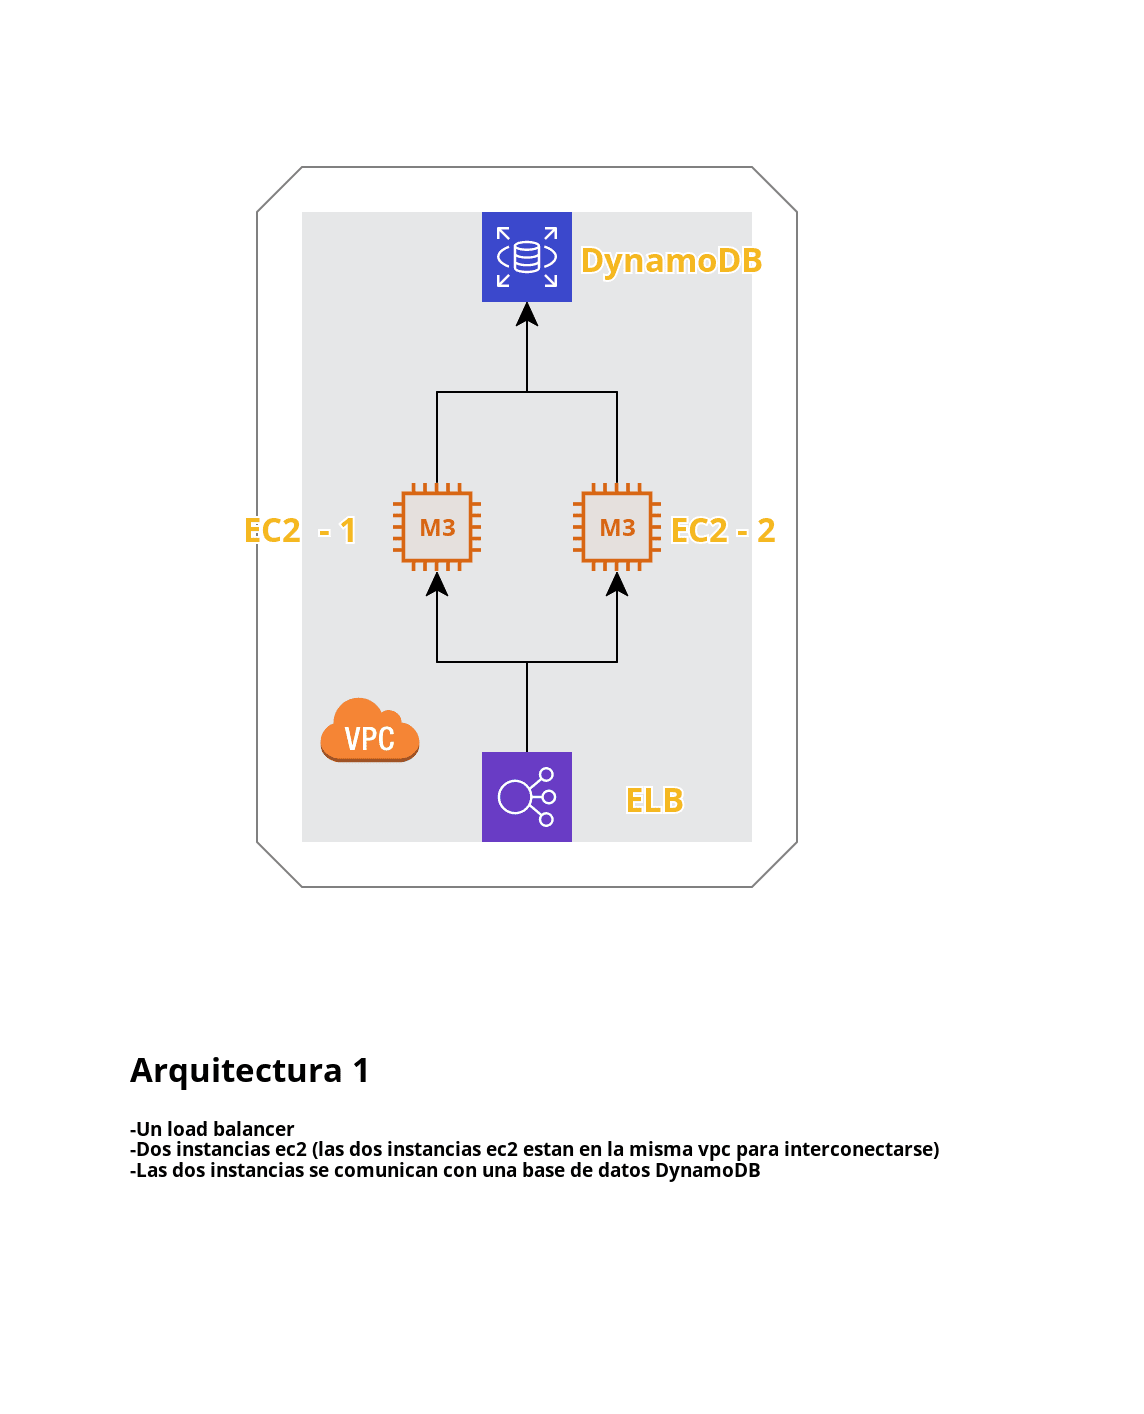 DynamoDB
EC2  - 1
M3
M3
EC2 - 2
VPC
ELB
Arquitectura 1
-Un load balancer
-Dos instancias ec2 (las dos instancias ec2 estan en la misma vpc para interconectarse)
-Las dos instancias se comunican con una base de datos DynamoDB